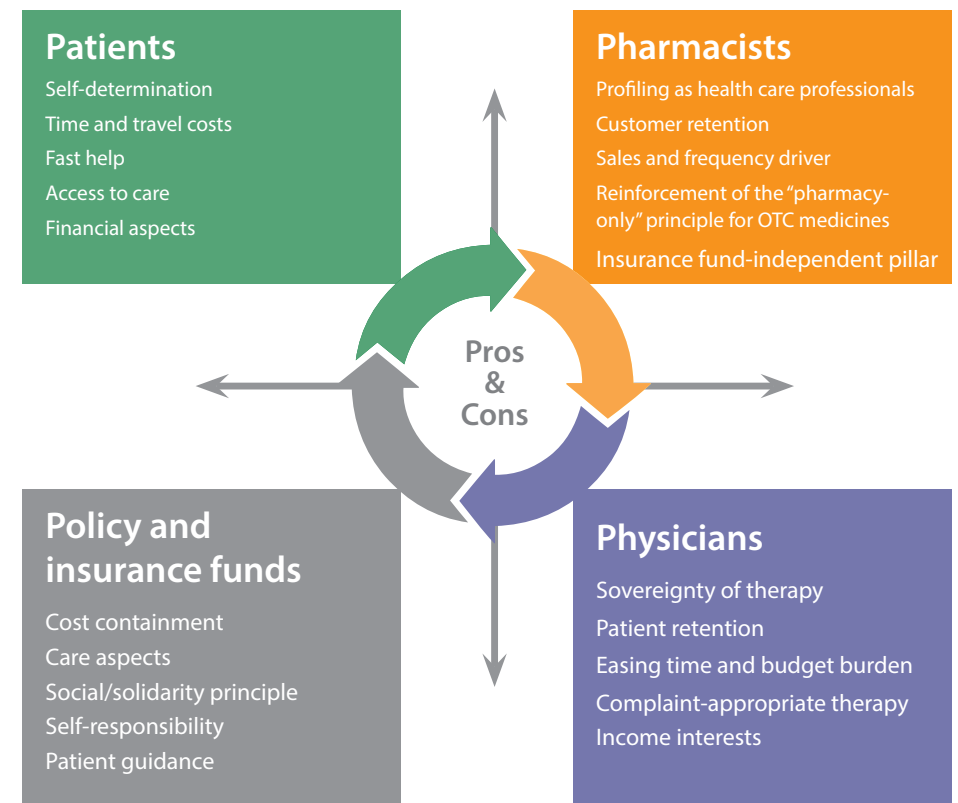 Patients
Self-determination
Time and travel costs
Fast help
Access to care
Financial aspects
Pharmacists
Profiling as health care professionals
Customer retention
Sales and frequency driver
Reinforcement of the “pharmacy-
only” principle for OTC medicines
Insurance fund-independent pillar
Pros
&
Cons
Policy and
insurance funds
Cost containment
Care aspects
Social/solidarity principle
Self-responsibility
Patient guidance
Physicians
Sovereignty of therapy
Patient retention
Easing time and budget burden
Complaint-appropriate therapy
Income interests